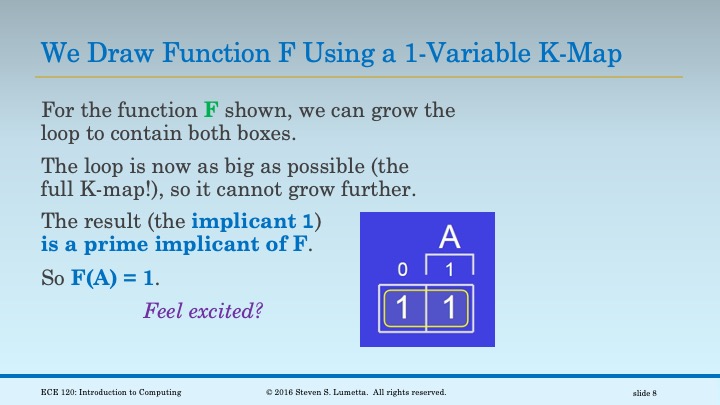 We Draw Function F Using a 1-Variable K-Map
For the function F shown, we can grow the
loop to contain both boxes.
The loop is now as big as possible (the
full K-map!), so it cannot grow further.
The result (the implicant 1)
is a prime implicant of F.
So F(A) = 1.
Feel excited?
A
0 1
1 1
ECE 120: Introduction to Computing © 2016 Steven S. Lumetta. All rights reserved. slide 8